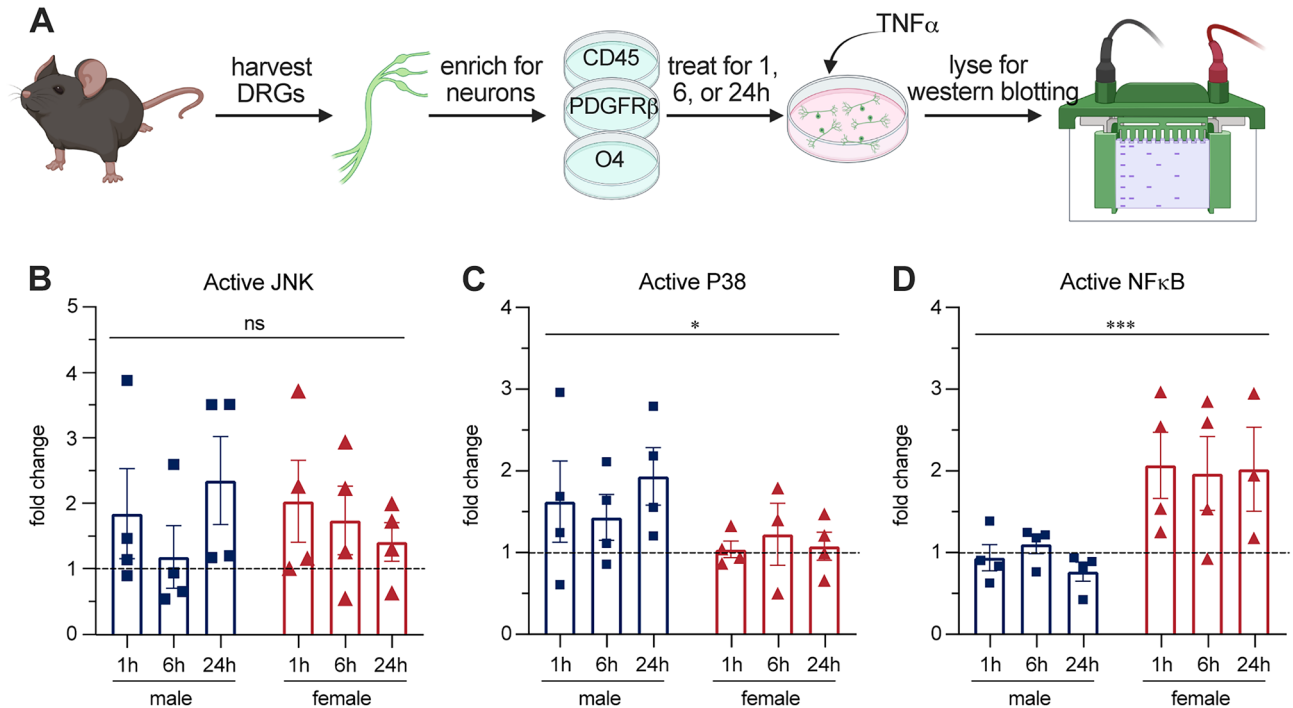 A
harvest
DRGs
enrich for
neurons
CD45
PDGFRβ
O4
treat for 1,
6, or 24h
TNFα
lyse for
western blotting
B
Active JNK
fold change
5
4
3
2
1
0
ns
1h 6h 24h 1h 6h 24h
male female
C
Active P38
fold change
4
3
2
1
0
*
1h 6h 24h 1h 6h 24h
male female
D
Active NFκB
fold change
4
3
2
1
0
***
1h 6h 24h 1h 6h 24h
male female